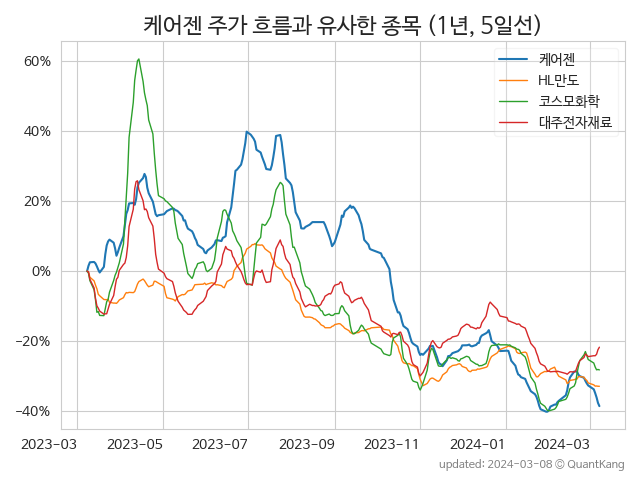 케어젠 주가 흐름과 유사한 종목 (1년, 5일선)
케어젠
HL만도
코스모화학
대주전자재료
60%
40%
20%
0%
−20%
−40%
2023−03 2023−05 2023−07 2023−09 2023−11 2024−01 2024−03
updated: 2024-03-08 © QuantKang